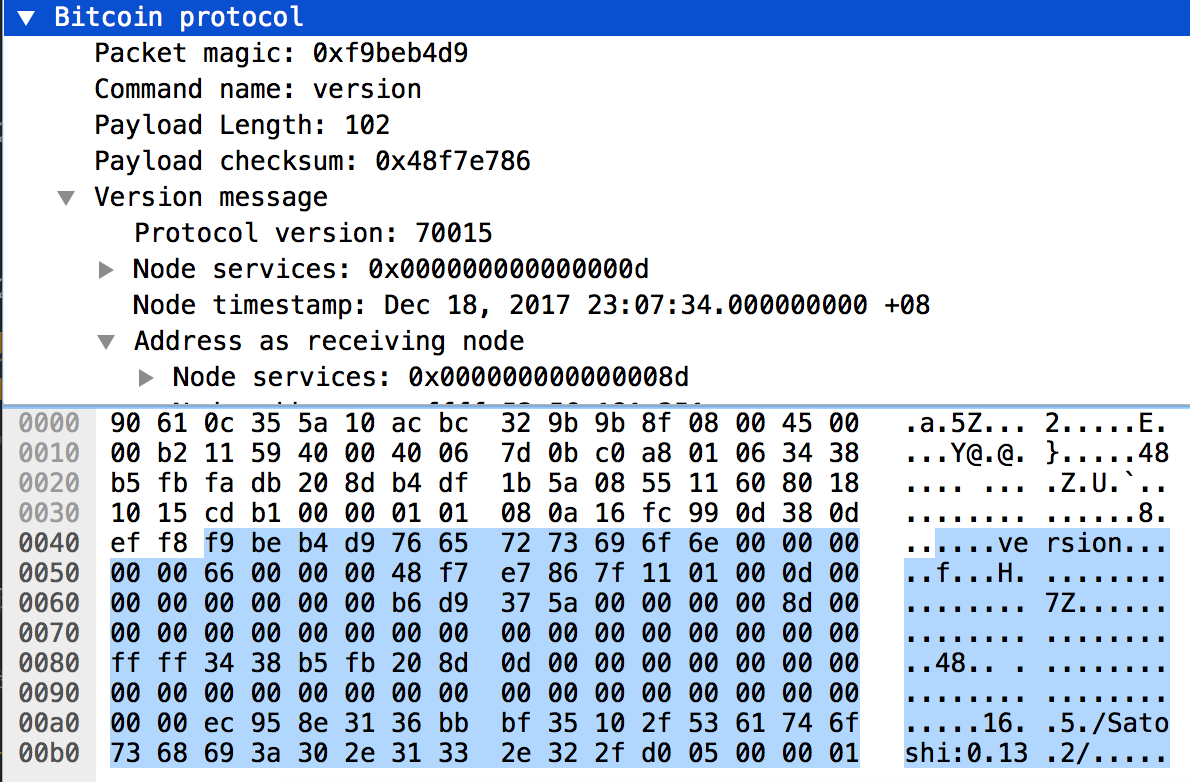 Bitcoin protocol
Packet magic: 0xf9beb4d9
Command name: version
Payload Length: 102
Payload checksum: 0x48f7e786
Version message
Protocol version: 70015
Node services: 0x000000000000000d
Node timestamp: Dec 18, 2017 23:07:34.000000000 +08
Address as receiving node
Node services: 0x000000000000008d
0000 90 61 0c 35 5a 10 ac bc 32 9b 9b 8f 08 00 45 00 .a.5Z... 2.....E.
0010 00 b2 11 59 40 00 40 06 7d 0b c0 a8 01 06 34 38 ...Y@.@. }.....48
0020 b5 fb fa db 20 8d b4 df 1b 5a 08 55 11 60 80 18 .... ... .Z.U.`..
0030 10 15 cd b1 00 00 01 01 08 0a 16 fc 99 0d 38 0d ........ ......8.
0040 ef f8 f9 be b4 d9 76 65 72 73 69 6f 6e 00 00 00 ......ve rsion...
0050 00 00 66 00 00 00 48 f7 e7 86 7f 11 01 00 0d 00 ..f...H. ........
0060 00 00 00 00 00 00 b6 d9 37 5a 00 00 00 00 8d 00 ........ 7Z......
0070 00 00 00 00 00 00 00 00 00 00 00 00 00 00 00 00 ........ ........
0080 ff ff 34 38 b5 fb 20 8d 0d 00 00 00 00 00 00 00 ..48.. . ........
0090 00 00 00 00 00 00 00 00 00 00 00 00 00 00 00 00 ........ ........
00a0 00 00 ec 95 8e 31 36 bb bf 35 10 2f 53 61 74 6f .....16. .5./Sato
00b0 73 68 69 3a 30 2e 31 33 2e 32 2f d0 05 00 00 01 shi:0.13 .2/.....